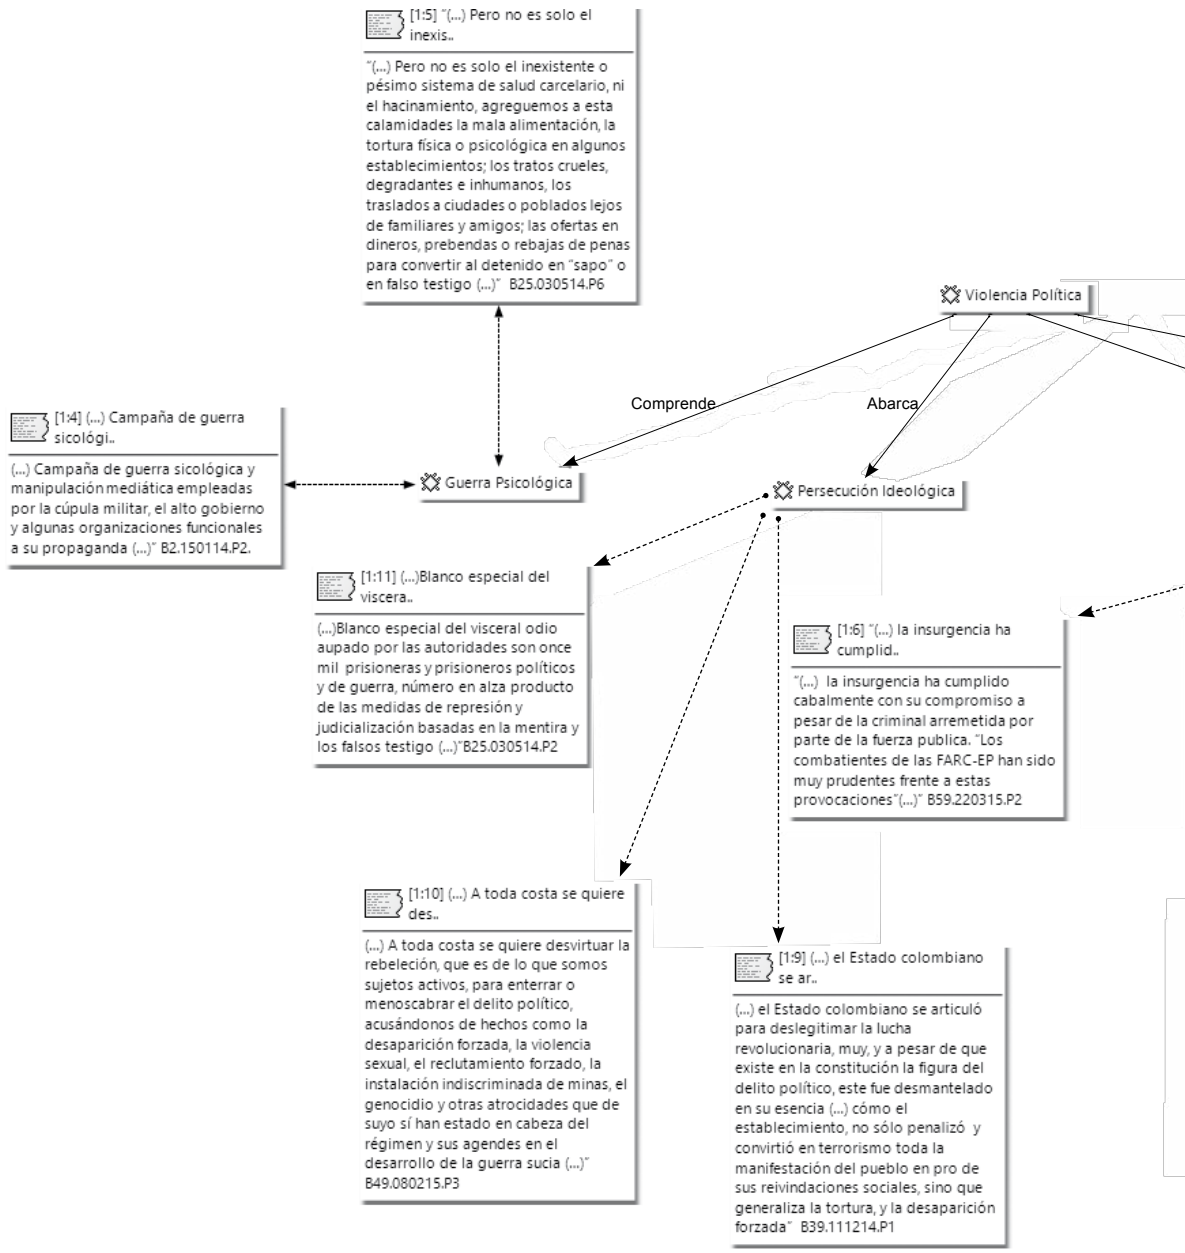 [1:5] "(...) Pero no es solo el
inexis..
"(...) Pero no es solo el inexistente o
pésimo sistema de salud carcelario, ni
el hacinamiento, agreguemos a esta
calamidades la mala alimentación, la
tortura física o psicológica en algunos
establecimientos; los tratos crueles,
degradantes e inhumanos, los
traslados a ciudades o poblados lejos
de familiares y amigos; las ofertas en
dineros, prebendas o rebajas de penas
para convertir al detenido en "sapo" o
en falso testigo (...)" B25.030514.P6
Violencia Política
Comprende
Abarca
[1:4] (...) Campaña de guerra
sicológi..
(...) Campaña de guerra sicológica y
manipulación mediática empleadas
por la cúpula militar, el alto gobierno
y algunas organizaciones funcionales
a su propaganda (...)" B2.150114.P2.
Guerra Psicológica
Persecución Ideológica
[1:11] (...)Blanco especial del
viscera..
(...)Blanco especial del visceral odio
aupado por las autoridades son once
mil prisioneras y prisioneros políticos
y de guerra, número en alza producto
de las medidas de represión y
judicialización basadas en la mentira y
los falsos testigo (...)"B25.030514.P2
[1:6] "(...) la insurgencia ha
cumplid..
"(...) la insurgencia ha cumplido
cabalmente con su compromiso a
pesar de la criminal arremetida por
parte de la fuerza publica. "Los
combatientes de las FARC-EP han sido
muy prudentes frente a estas
provocaciones"(...)" B59.220315.P2
[1:10] (...) A toda costa se quiere
des..
(...) A toda costa se quiere desvirtuar la
rebeleción, que es de lo que somos
sujetos activos, para enterrar o
menoscabrar el delito político,
acusándonos de hechos como la
desaparición forzada, la violencia
sexual, el reclutamiento forzado, la
instalación indiscriminada de minas, el
genocidio y otras atrocidades que de
suyo sí han estado en cabeza del
régimen y sus agendes en el
desarrollo de la guerra sucia (...)"
B49.080215.P3
[1:9] (...) el Estado colombiano
se ar..
(...) el Estado colombiano se articuló
para deslegitimar la lucha
revolucionaria, muy, y a pesar de que
existe en la constitución la figura del
delito político, este fue desmantelado
en su esencia (...) cómo el
establecimiento, no sólo penalizó y
convirtió en terrorismo toda la
manifestación del pueblo en pro de
sus reivindaciones sociales, sino que
generaliza la tortura, y la desaparición
forzada" B39.111214.P1